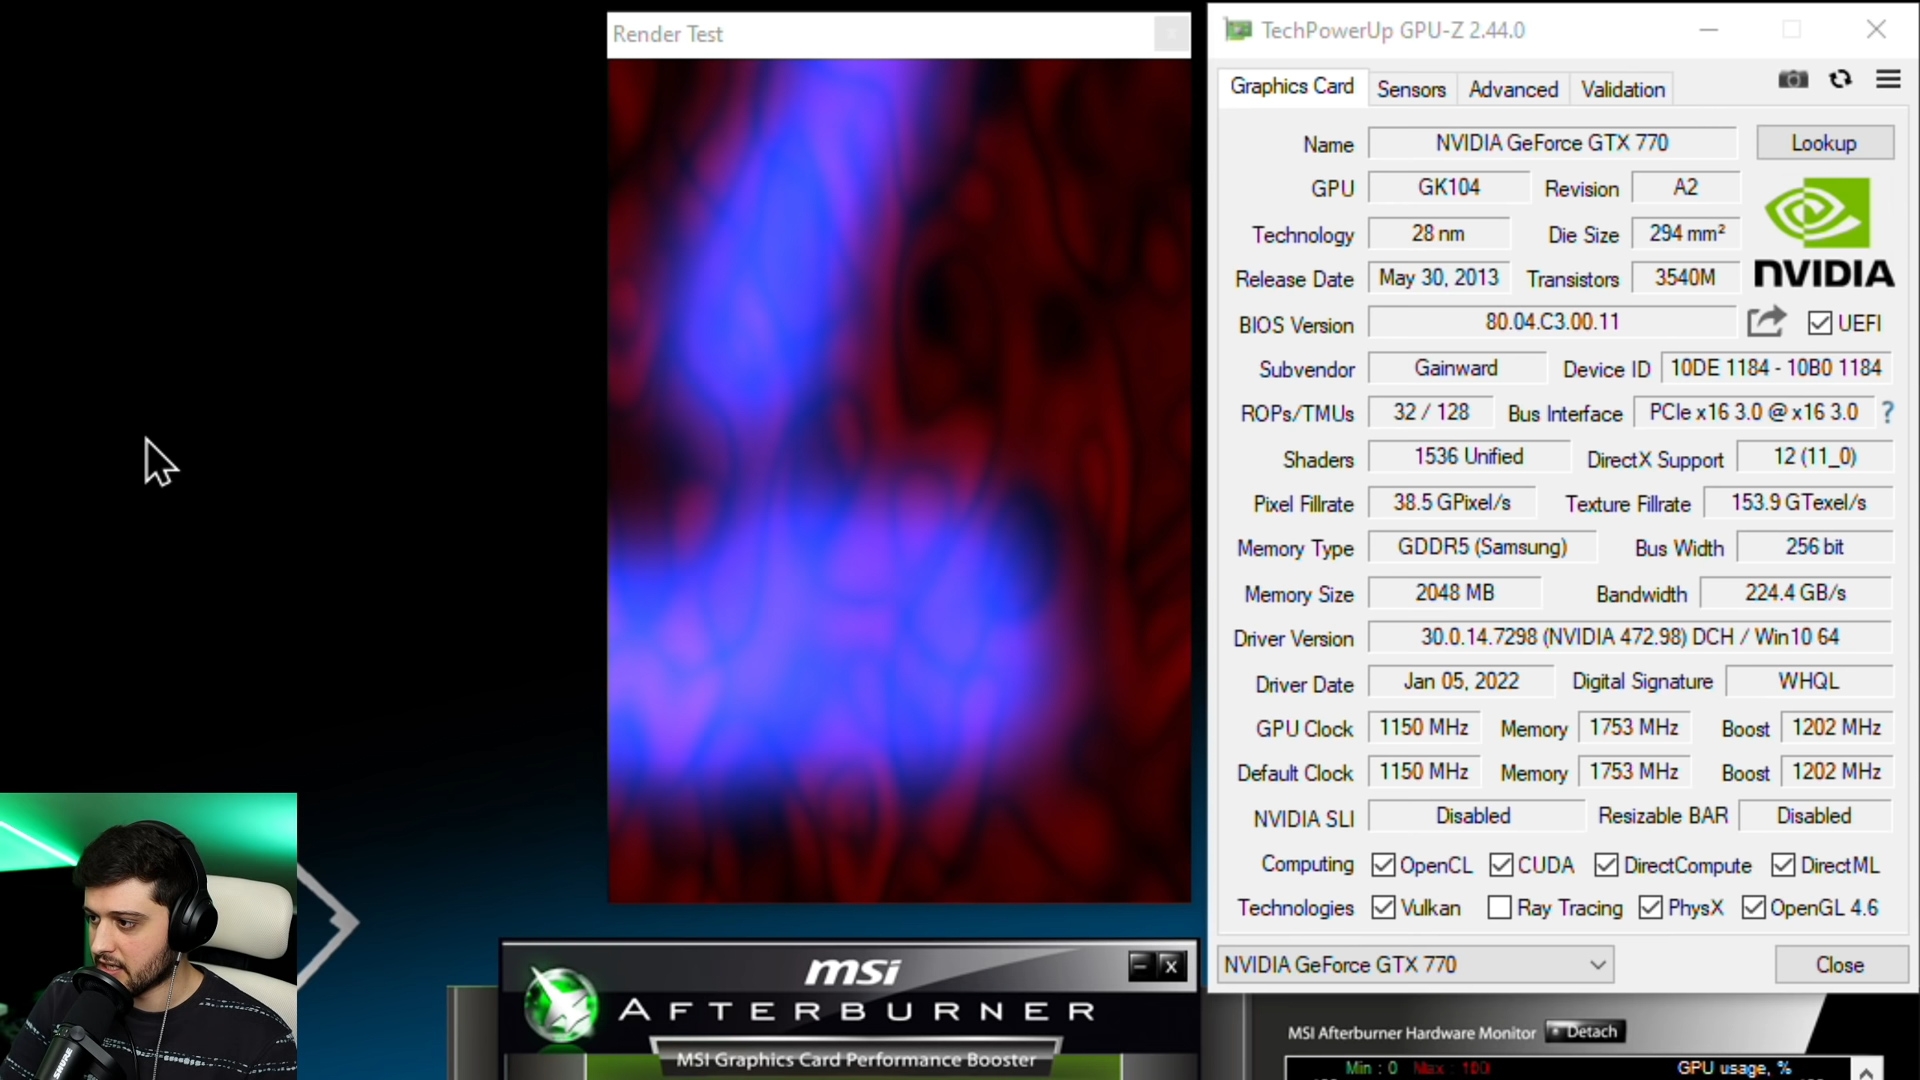 Render Test
TechPowerUp GPU-Z 2.44.0
Graphics Card Sensors Advanced Validation
Name NVIDIA GeForce GTX 770 Lookup
GPU GK104 Revision A2
Technology 28 nm Die Size 294 mm²
Release Date May 30, 2013 Transistors 3540M
NVIDIA
BIOS Version 80.04.C3.00.11 UEFI
Subvendor Gainward Device ID 10DE 1184 - 10B0 1184
ROPs/TMUs 32 / 128 Bus Interface PCIe x16 3.0 @ x16 3.0 ?
Shaders 1536 Unified DirectX Support 12 (11_0)
Pixel Fillrate 38.5 GPixel/s Texture Fillrate 153.9 GTexel/s
Memory Type GDDR5 (Samsung) Bus Width 256 bit
Memory Size 2048 MB Bandwidth 224.4 GB/s
Driver Version 30.0.14.7298 (NVIDIA 472.98) DCH / Win10 64
Driver Date Jan 05, 2022 Digital Signature WHQL
GPU Clock 1150 MHz Memory 1753 MHz Boost 1202 MHz
Default Clock 1150 MHz Memory 1753 MHz Boost 1202 MHz
NVIDIA SLI Disabled Resizable BAR Disabled
Computing OpenCL CUDA DirectCompute DirectML
Technologies Vulkan Ray Tracing PhysX OpenGL 4.6
NVIDIA GeForce GTX 770 Close
msi
AFTERBURNER
MSI Graphics Card Performance Booster
MSI Afterburner Hardware Monitor Detach
Min : 0 Max : 100 GPU usage, %
SHURE